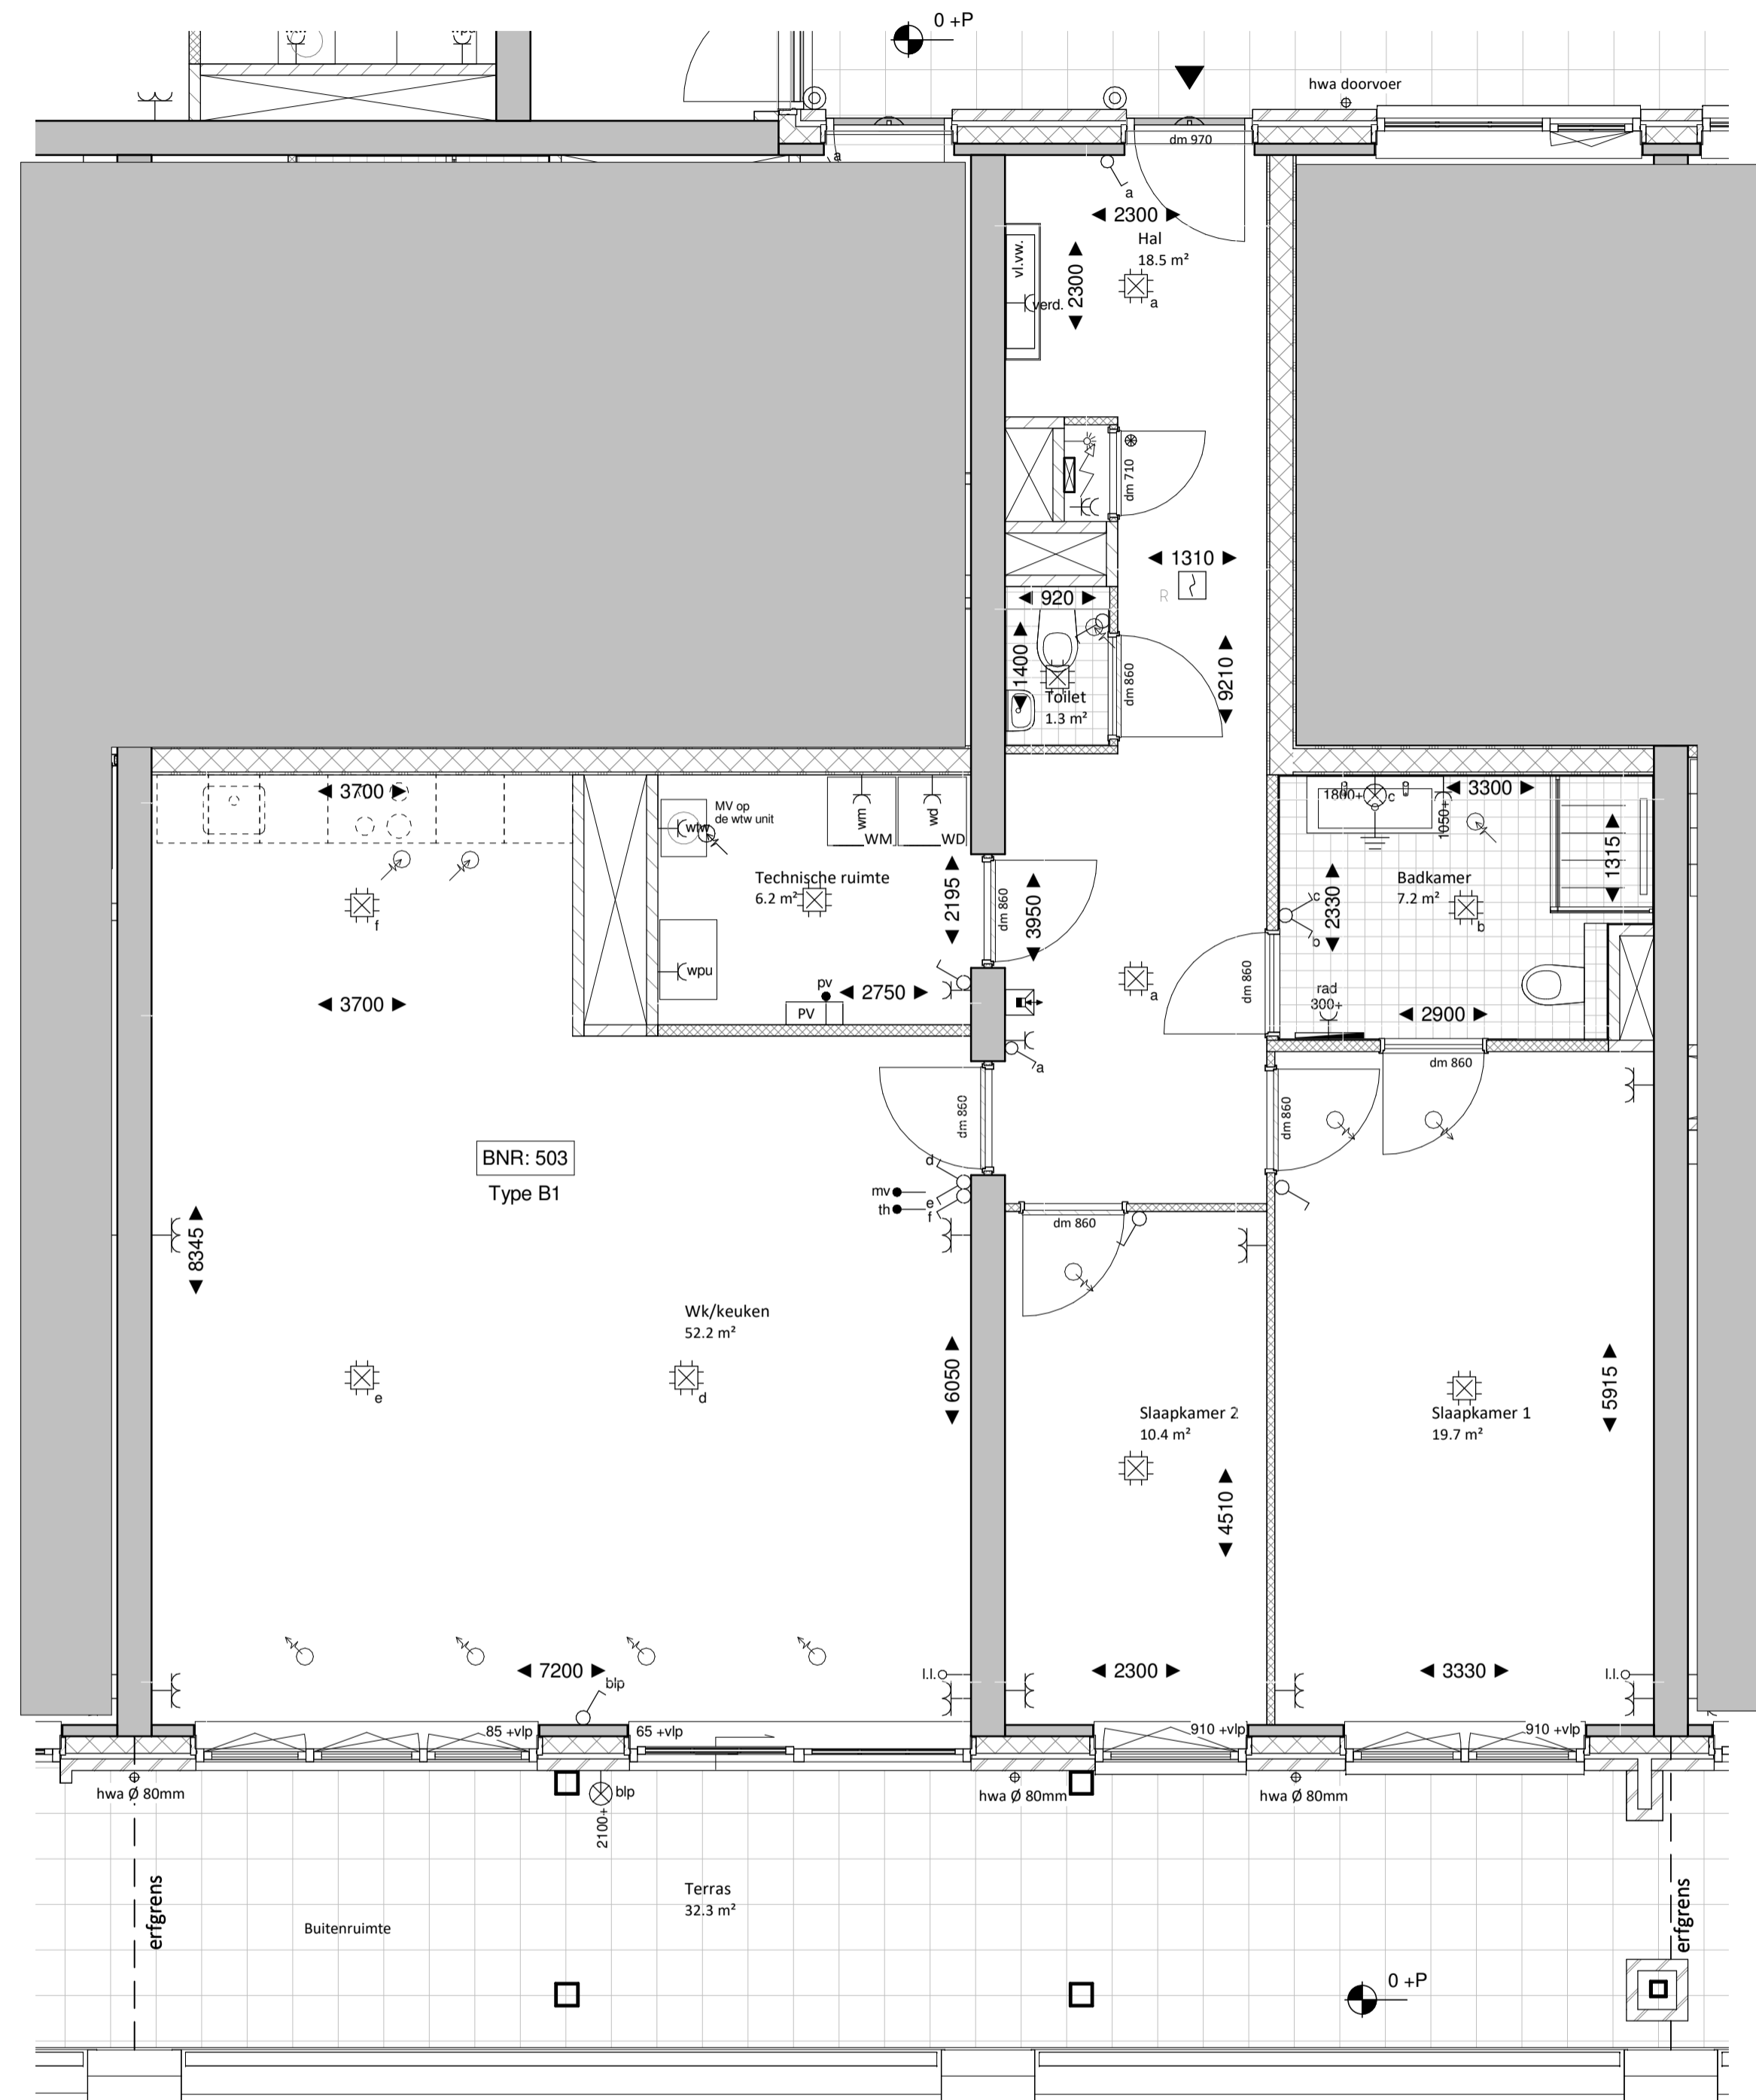 0 +P
hwa doorvoer
dm 970
a
a
2300
Hal
18.5 m²
vl.vw.
2300
verd.
a
dm 710
1310
R
920
1400
dm 860
9210
Toilet
1.3 m²
3700
MV op
de wtw unit
wtw
wm
WM
wd
WD
1800+
c
3300
1050+
1315
Technische ruimte
6.2 m²
2195
dm 860
3950
Badkamer
7.2 m²
2330
c
b
b
f
wpu
3700
pv
PV
2750
a
dm 860
rad
300+
2900
a
dm 860
dm 860
dm 860
BNR: 503
Type B1
d
mv
e
th
f
dm 860
8345
Wk/keuken
52.2 m²
6050
5915
e
d
Slaapkamer 2
10.4 m²
Slaapkamer 1
19.7 m²
4510
7200
l.l.
2300
3330
l.l.
blp
85 +vlp
65 +vlp
910 +vlp
910 +vlp
hwa Ø 80mm
blp
2100+
hwa Ø 80mm
hwa Ø 80mm
erfgrens
Terras
32.3 m²
erfgrens
Buitenruimte
0 +P